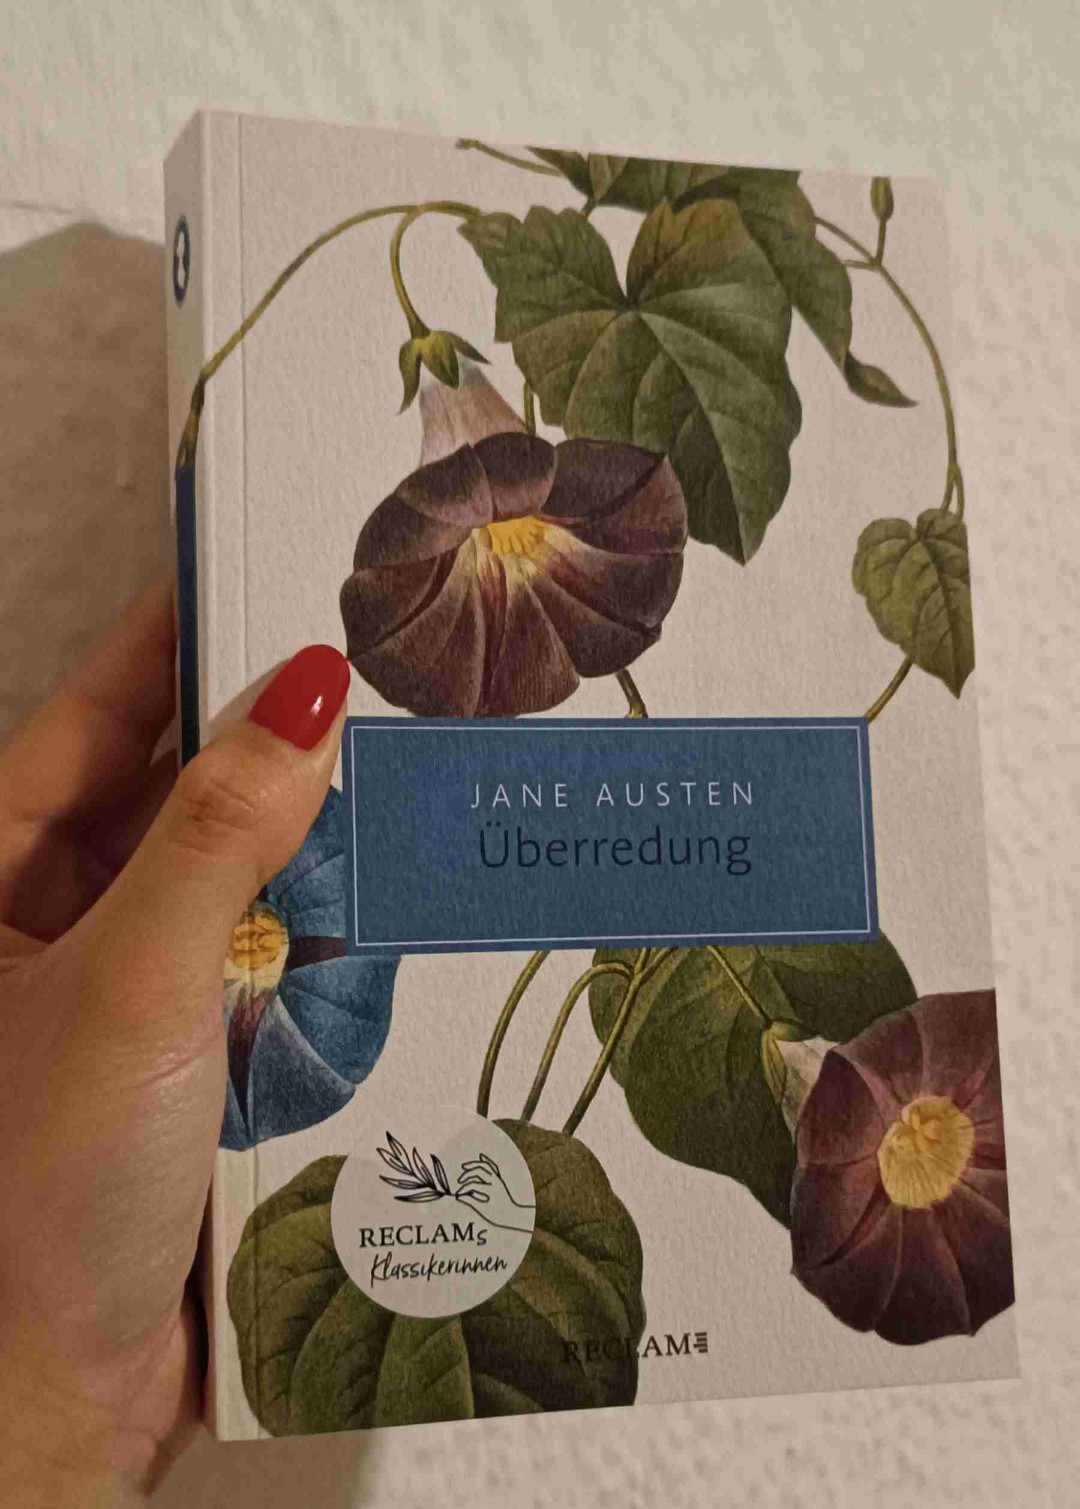 JANE AUSTEN
Überredung
RECLAMs
Klassikerinnen
RECLAM